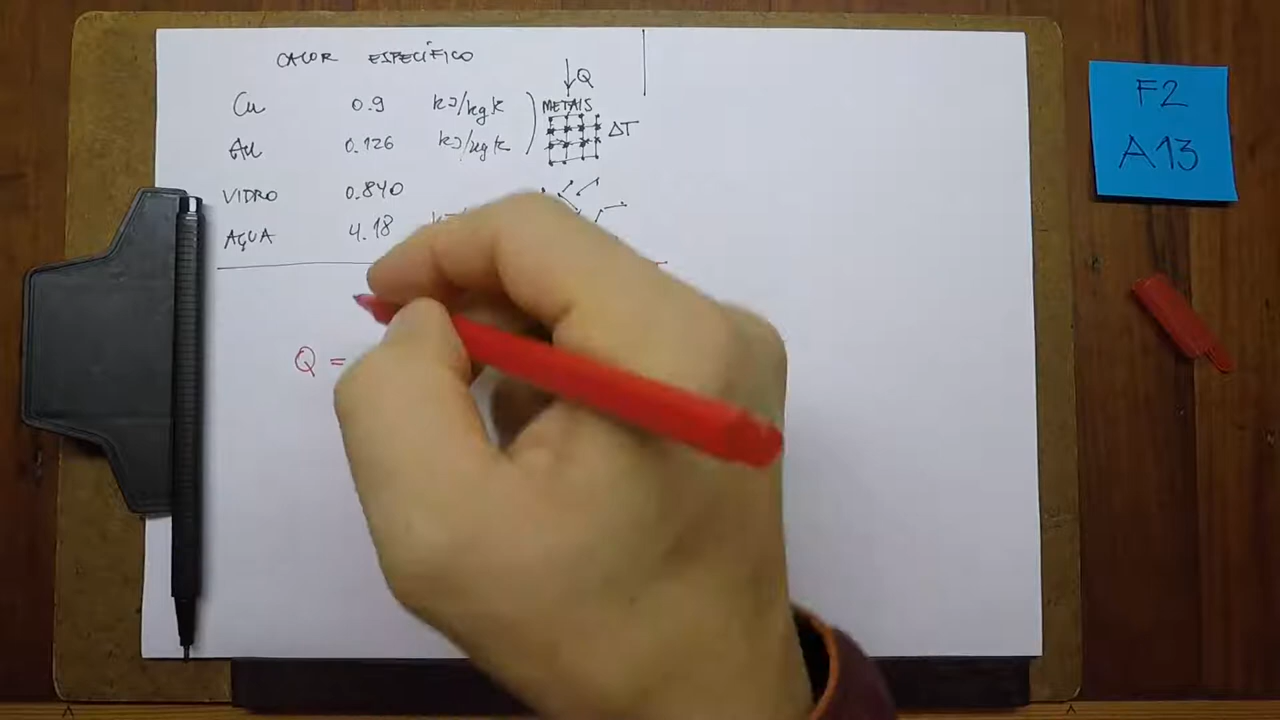 CALOR ESPECÍFICO
↓Q
Cu 0.9 kJ/kg K METAIS
Au 0.126 kJ/kg K ΔT
VIDRO 0.840
AGUA 4.18
Q =
F2
A13